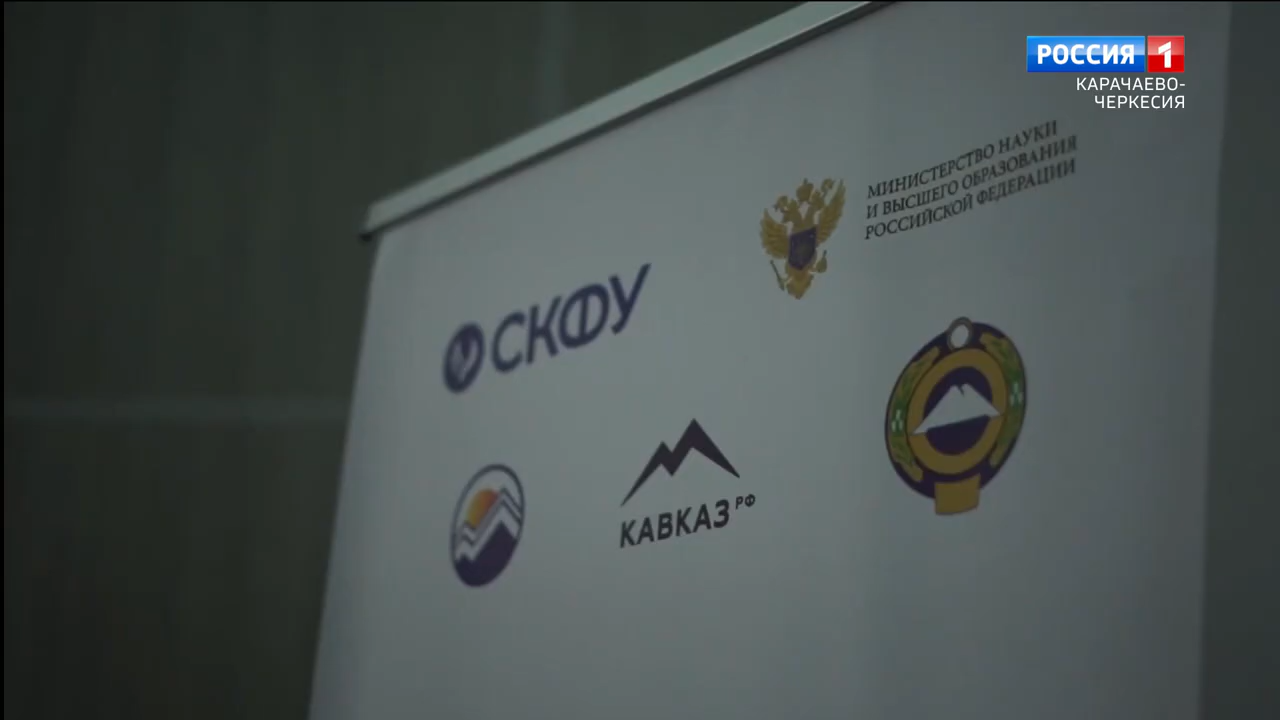 РОССИЯ 1
КАРАЧАЕВО-
ЧЕРКЕСИЯ
МИНИСТЕРСТВО НАУКИ
И ВЫСШЕГО ОБРАЗОВАНИЯ
РОССИЙСКОЙ ФЕДЕРАЦИИ
СКФУ
КАВКАЗ РФ